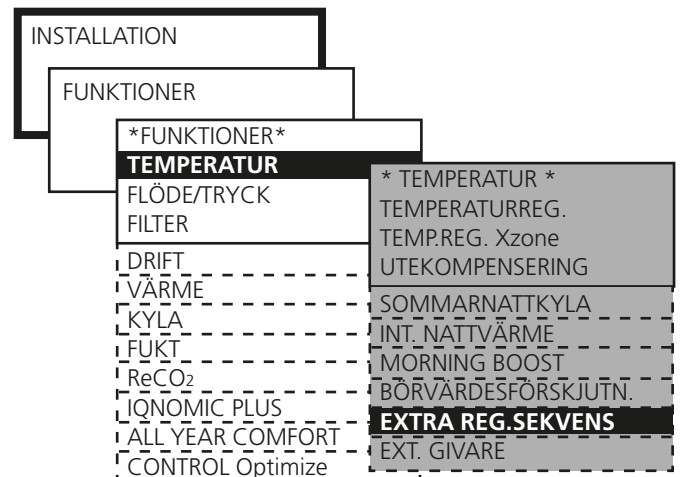 INSTALLATION
FUNKTIONER
*FUNKTIONER*
TEMPERATUR
FLÖDE/TRYCK
FILTER
DRIFT
VÄRME
KYLA
FUKT
ReCO₂
IQNOMIC PLUS
ALL YEAR COMFORT
CONTROL Optimize
* TEMPERATUR *
TEMPERATURREG.
TEMP.REG. Xzone
UTEKOMPENSERING
SOMMARNATTKYLA
INT. NATTVÄRME
MORNING BOOST
BÖRVÄRDESFÖRSKJUTN.
EXTRA REG.SEKVENS
EXT. GIVARE